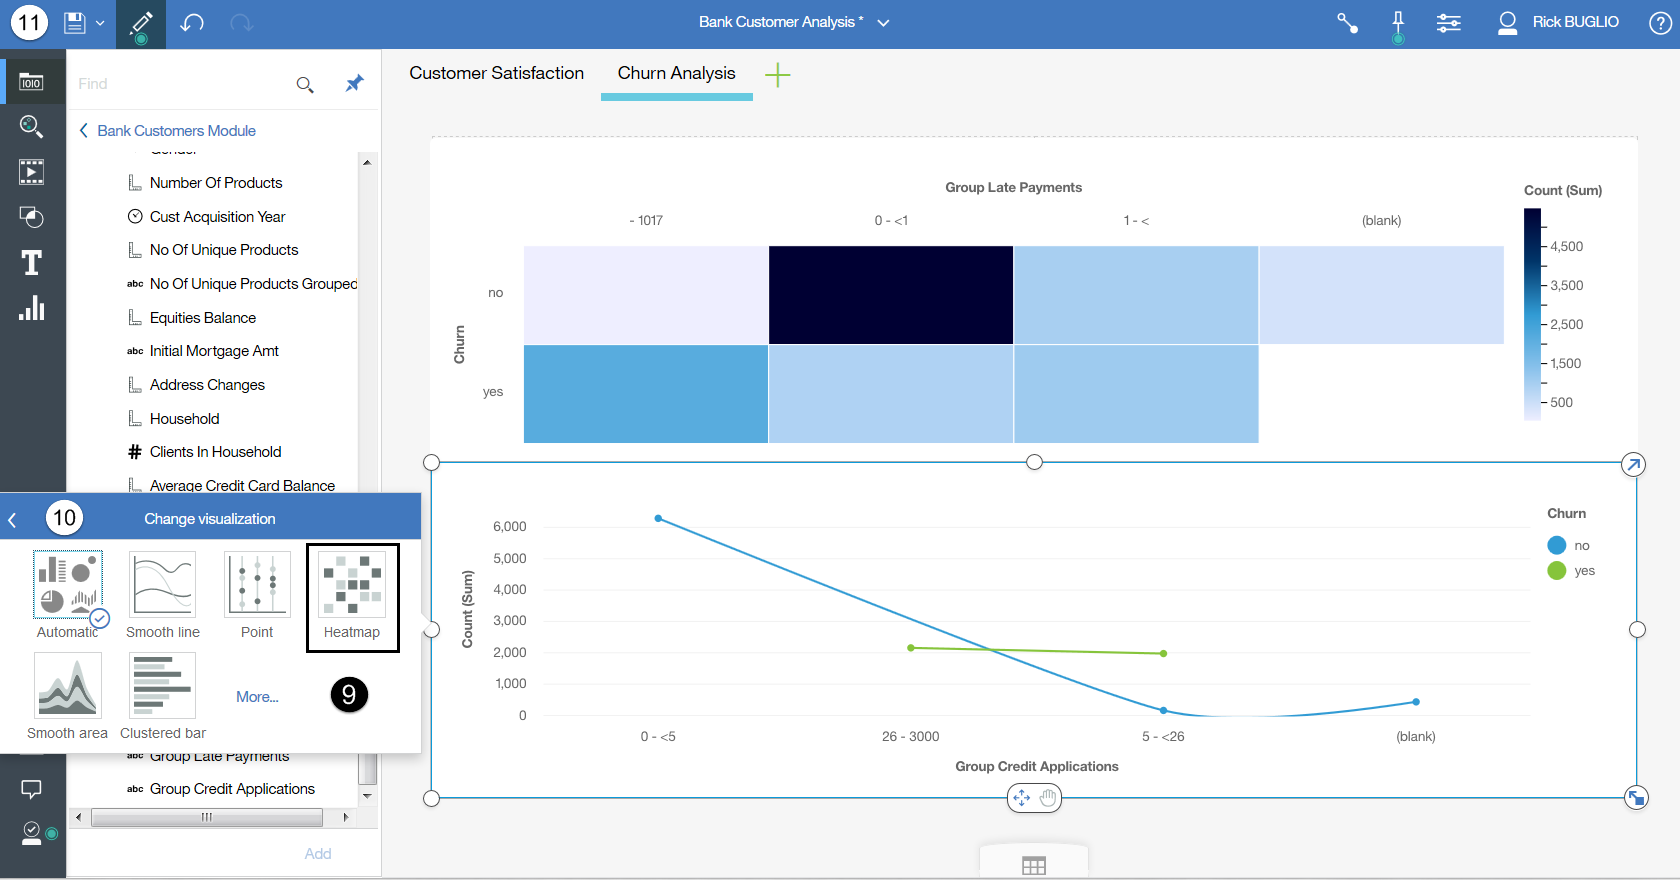 11
Bank Customer Analysis *
Rick BUGLIO
?
1010
Find
Bank Customers Module
Gender
Number Of Products
Cust Acquisition Year
No Of Unique Products
abc No Of Unique Products Grouped
Equities Balance
abc Initial Mortgage Amt
Address Changes
Household
# Clients In Household
Average Credit Card Balance
T
10 Change visualization
Automatic
Smooth line
Point
Heatmap
Smooth area
Clustered bar
More...
9
abc Group Late Payments
abc Group Credit Applications
Add
Customer Satisfaction
Churn Analysis
Group Late Payments
- 1017
0 - <1
1 - <
(blank)
Churn
no
yes
Count (Sum)
4,500
3,500
2,500
1,500
500
Count (Sum)
6,000
5,000
4,000
3,000
2,000
1,000
0
0 - <5
26 - 3000
5 - <26
(blank)
Group Credit Applications
Churn
no
yes